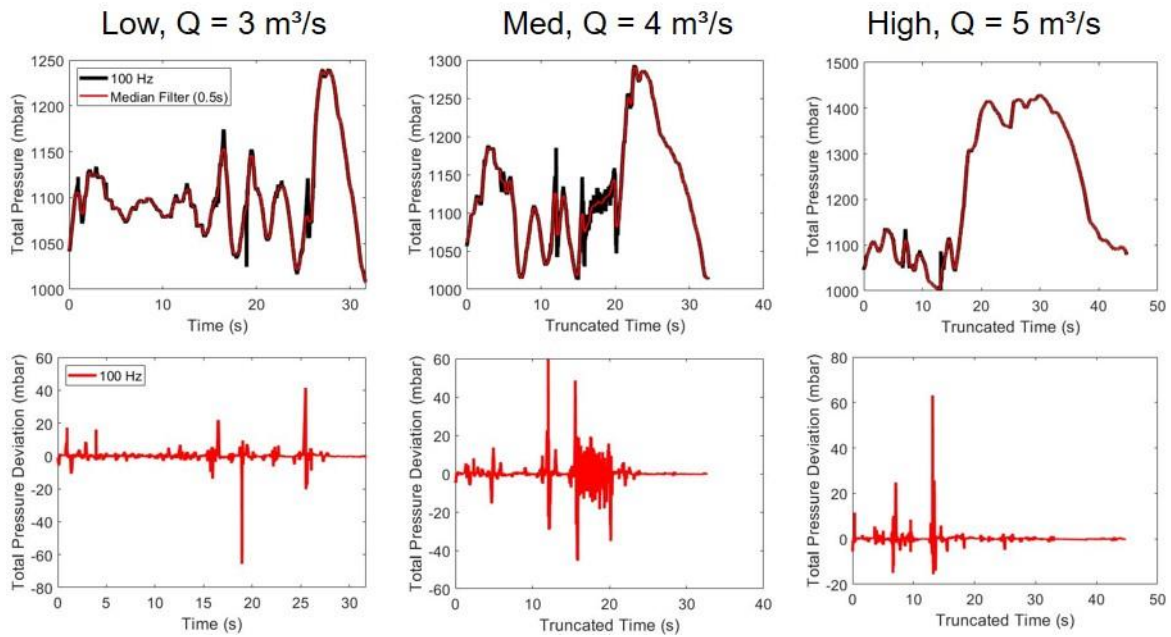 Low, Q = 3 m³/s
Med, Q = 4 m³/s
High, Q = 5 m³/s
1250
1200
1150
1100
1050
1000
Total Pressure (mbar)
100 Hz
Median Filter (0.5s)
0 10 20 30
Time (s)
1300
1250
1200
1150
1100
1050
1000
Total Pressure (mbar)
0 10 20 30 40
Truncated Time (s)
1500
1400
1300
1200
1100
1000
Total Pressure (mbar)
0 10 20 30 40 50
Truncated Time (s)
60
40
20
0
-20
-40
-60
-80
Total Pressure Deviation (mbar)
100 Hz
0 5 10 15 20 25 30
Time (s)
60
40
20
0
-20
-40
-60
Total Pressure Deviation (mbar)
0 10 20 30 40
Truncated Time (s)
80
60
40
20
0
-20
Total Pressure Deviation (mbar)
0 10 20 30 40 50
Truncated Time (s)